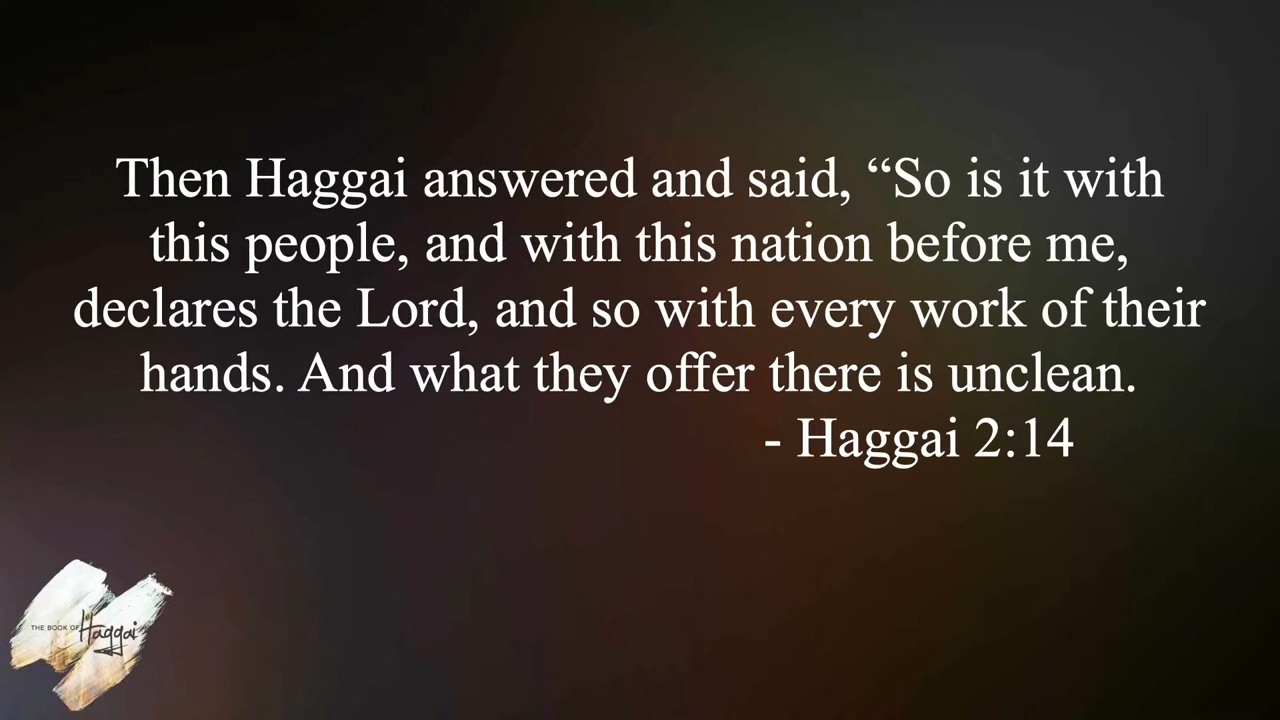 Then Haggai answered and said, “So is it with
this people, and with this nation before me,
declares the Lord, and so with every work of their
hands. And what they offer there is unclean.
- Haggai 2:14
THE BOOK OF Haggai